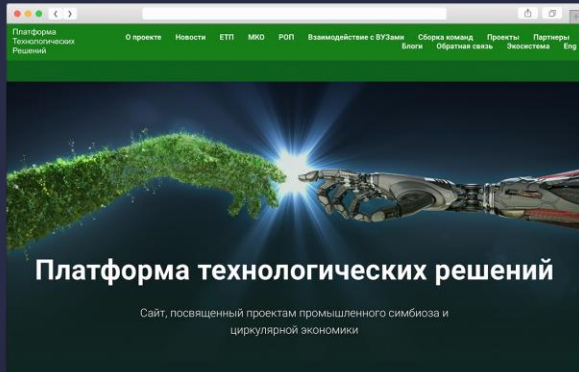 Платформа
Технологических
Решений
О проекте Новости ЕТП МКО РОП Взаимодействие с ВУЗами Сборка команд Проекты Партнеры
Блоги Обратная связь Экосистема Eng
Платформа технологических решений
Сайт, посвященный проектам промышленного симбиоза и
циркулярной экономики